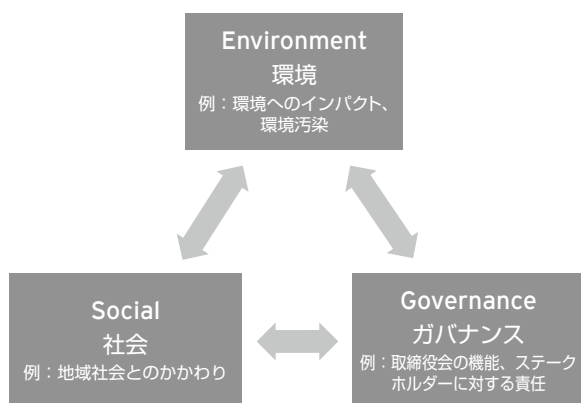 Environment
環境
例：環境へのインパクト、
環境汚染
Social
社会
例：地域社会とのかかわり
Governance
ガバナンス
例：取締役会の機能、ステーク
ホルダーに対する責任